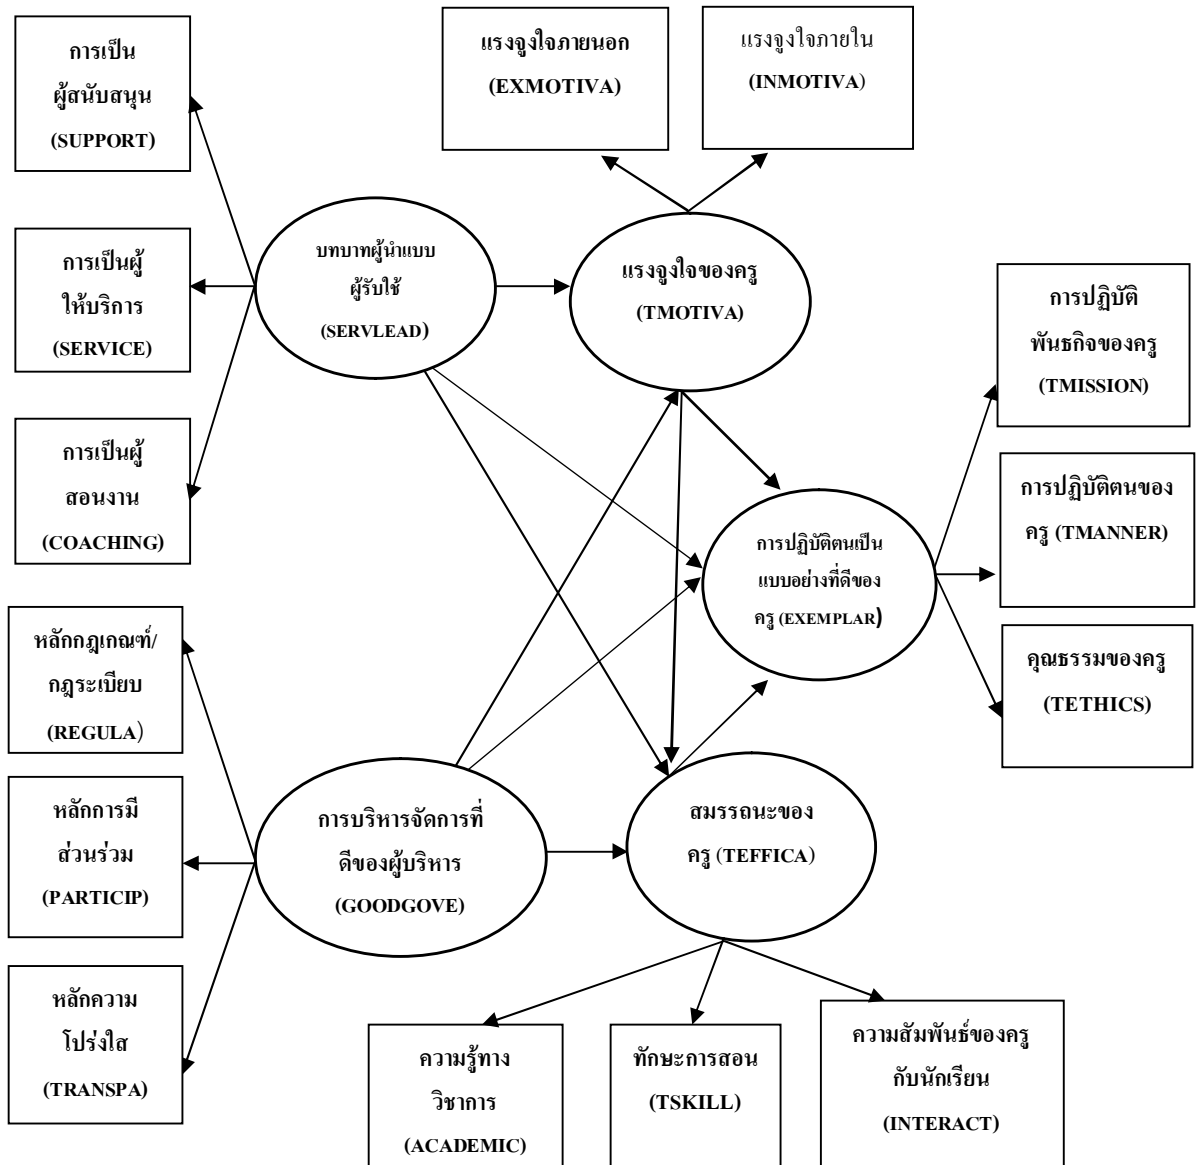 การเป็น
ผู้สนับสนุน
(SUPPORT)
แรงจูงใจภายนอก
(EXMOTIVA)
แรงจูงใจภายใน
(INMOTIVA)
การเป็นผู้
ให้บริการ
(SERVICE)
บทบาทผู้นำแบบ
ผู้รับใช้
(SERVLEAD)
แรงจูงใจของครู
(TMOTIVA)
การปฏิบัติ
พันธกิจของครู
(TMISSION)
การเป็นผู้
สอนงาน
(COACHING)
การปฏิบัติตนของ
ครู (TMANNER)
การปฏิบัติตนเป็น
แบบอย่างที่ดีของ
ครู (EXEMPLAR)
หลักกฎเกณฑ์/
กฎระเบียบ
(REGULA)
คุณธรรมของครู
(TETHICS)
หลักการมี
ส่วนร่วม
(PARTICIP)
การบริหารจัดการที่
ดีของผู้บริหาร
(GOODGOVE)
สมรรถนะของ
ครู (TEFFICA)
หลักความ
โปร่งใส
(TRANSPA)
ความรู้ทาง
วิชาการ
(ACADEMIC)
ทักษะการสอน
(TSKILL)
ความสัมพันธ์ของครู
กับนักเรียน
(INTERACT)